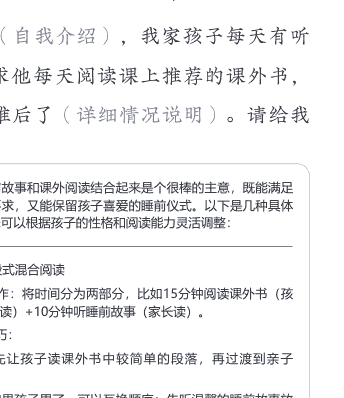 （自我介绍），我家孩子每天有听
求他每天阅读课上推荐的课外书，
推后了（详细情况说明）。请给我
故事和课外阅读结合起来是个很棒的主意，既能满足
求，又能保留孩子喜爱的睡前仪式。以下是几种具体
可以根据孩子的性格和阅读能力灵活调整：
式混合阅读
作：将时间分为两部分，比如15分钟阅读课外书（孩
读）+10分钟听睡前故事（家长读）。
巧：
先让孩子读课外书中较简单的段落，再过渡到亲子